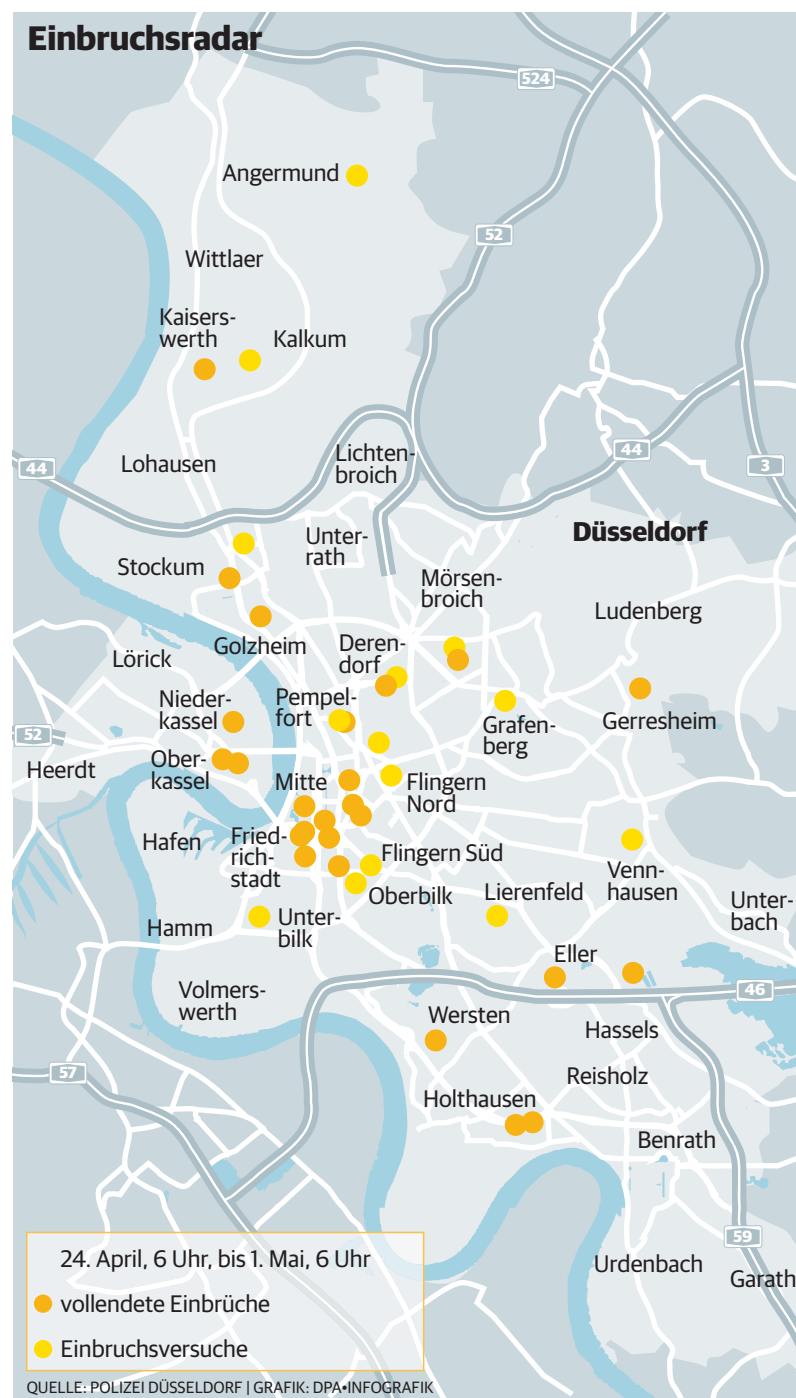 Einbruchsradar
524
Angermund
52
Wittlaer
Kaisers-
werth
Kalkum
Lohausen
Lichten-
broich
44
44
3
Düsseldorf
Unter-
rath
Stockum
Mörsen-
broich
Ludenberg
Golzheim
Deren-
dorf
Lörick
Nieder-
kassel
Pempel-
fort
Grafen-
berg
Gerresheim
52
Heerdt
Ober-
kassel
Mitte
Flingern
Nord
Hafen
Fried-
rich-
stadt
Flingern Süd
Venn-
hausen
Oberbilk
Lierenfeld
Unter-
bach
Hamm
Unter-
bilk
Eller
Volmers-
werth
46
Wersten
Hassels
57
Reisholz
Holthausen
Benrath
59
Urdenbach
Garath
24. April, 6 Uhr, bis 1. Mai, 6 Uhr
vollendete Einbrüche
Einbruchsversuche
QUELLE: POLIZEI DÜSSELDORF | GRAFIK: DPA•INFOGRAFIK